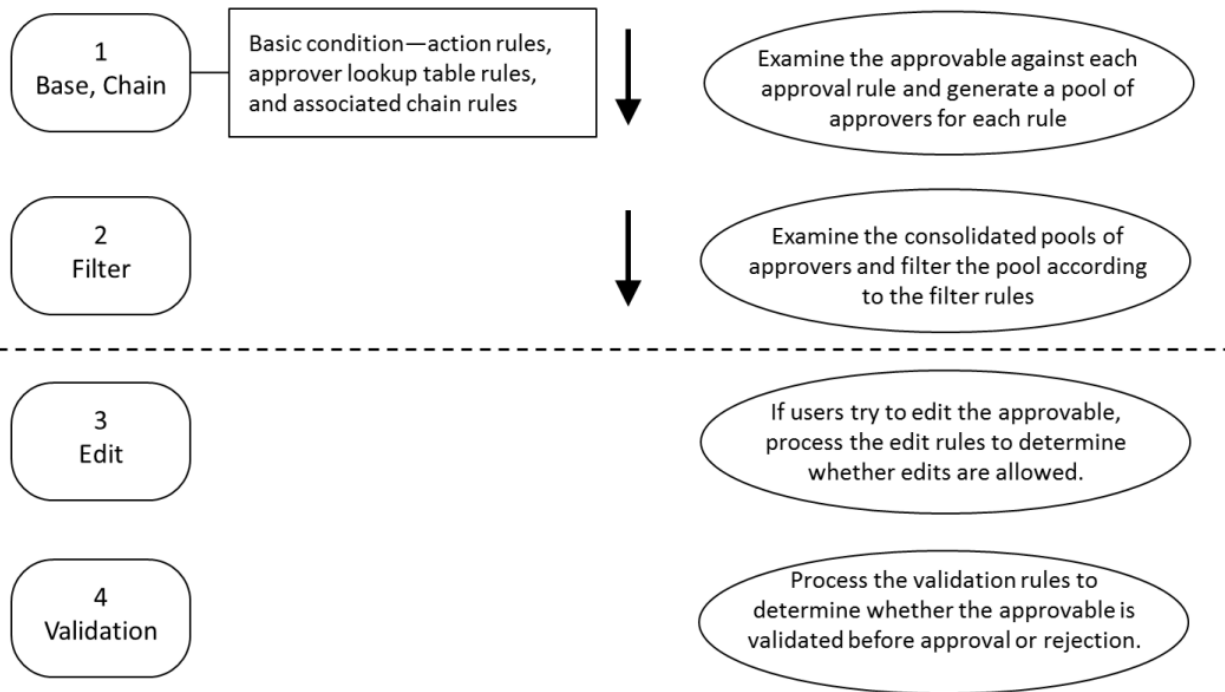 1
Base, Chain
Basic condition—action rules,
approver lookup table rules,
and associated chain rules
Examine the approvable against each
approval rule and generate a pool of
approvers for each rule
2
Filter
Examine the consolidated pools of
approvers and filter the pool according
to the filter rules
3
Edit
If users try to edit the approvable,
process the edit rules to determine
whether edits are allowed.
4
Validation
Process the validation rules to
determine whether the approvable is
validated before approval or rejection.